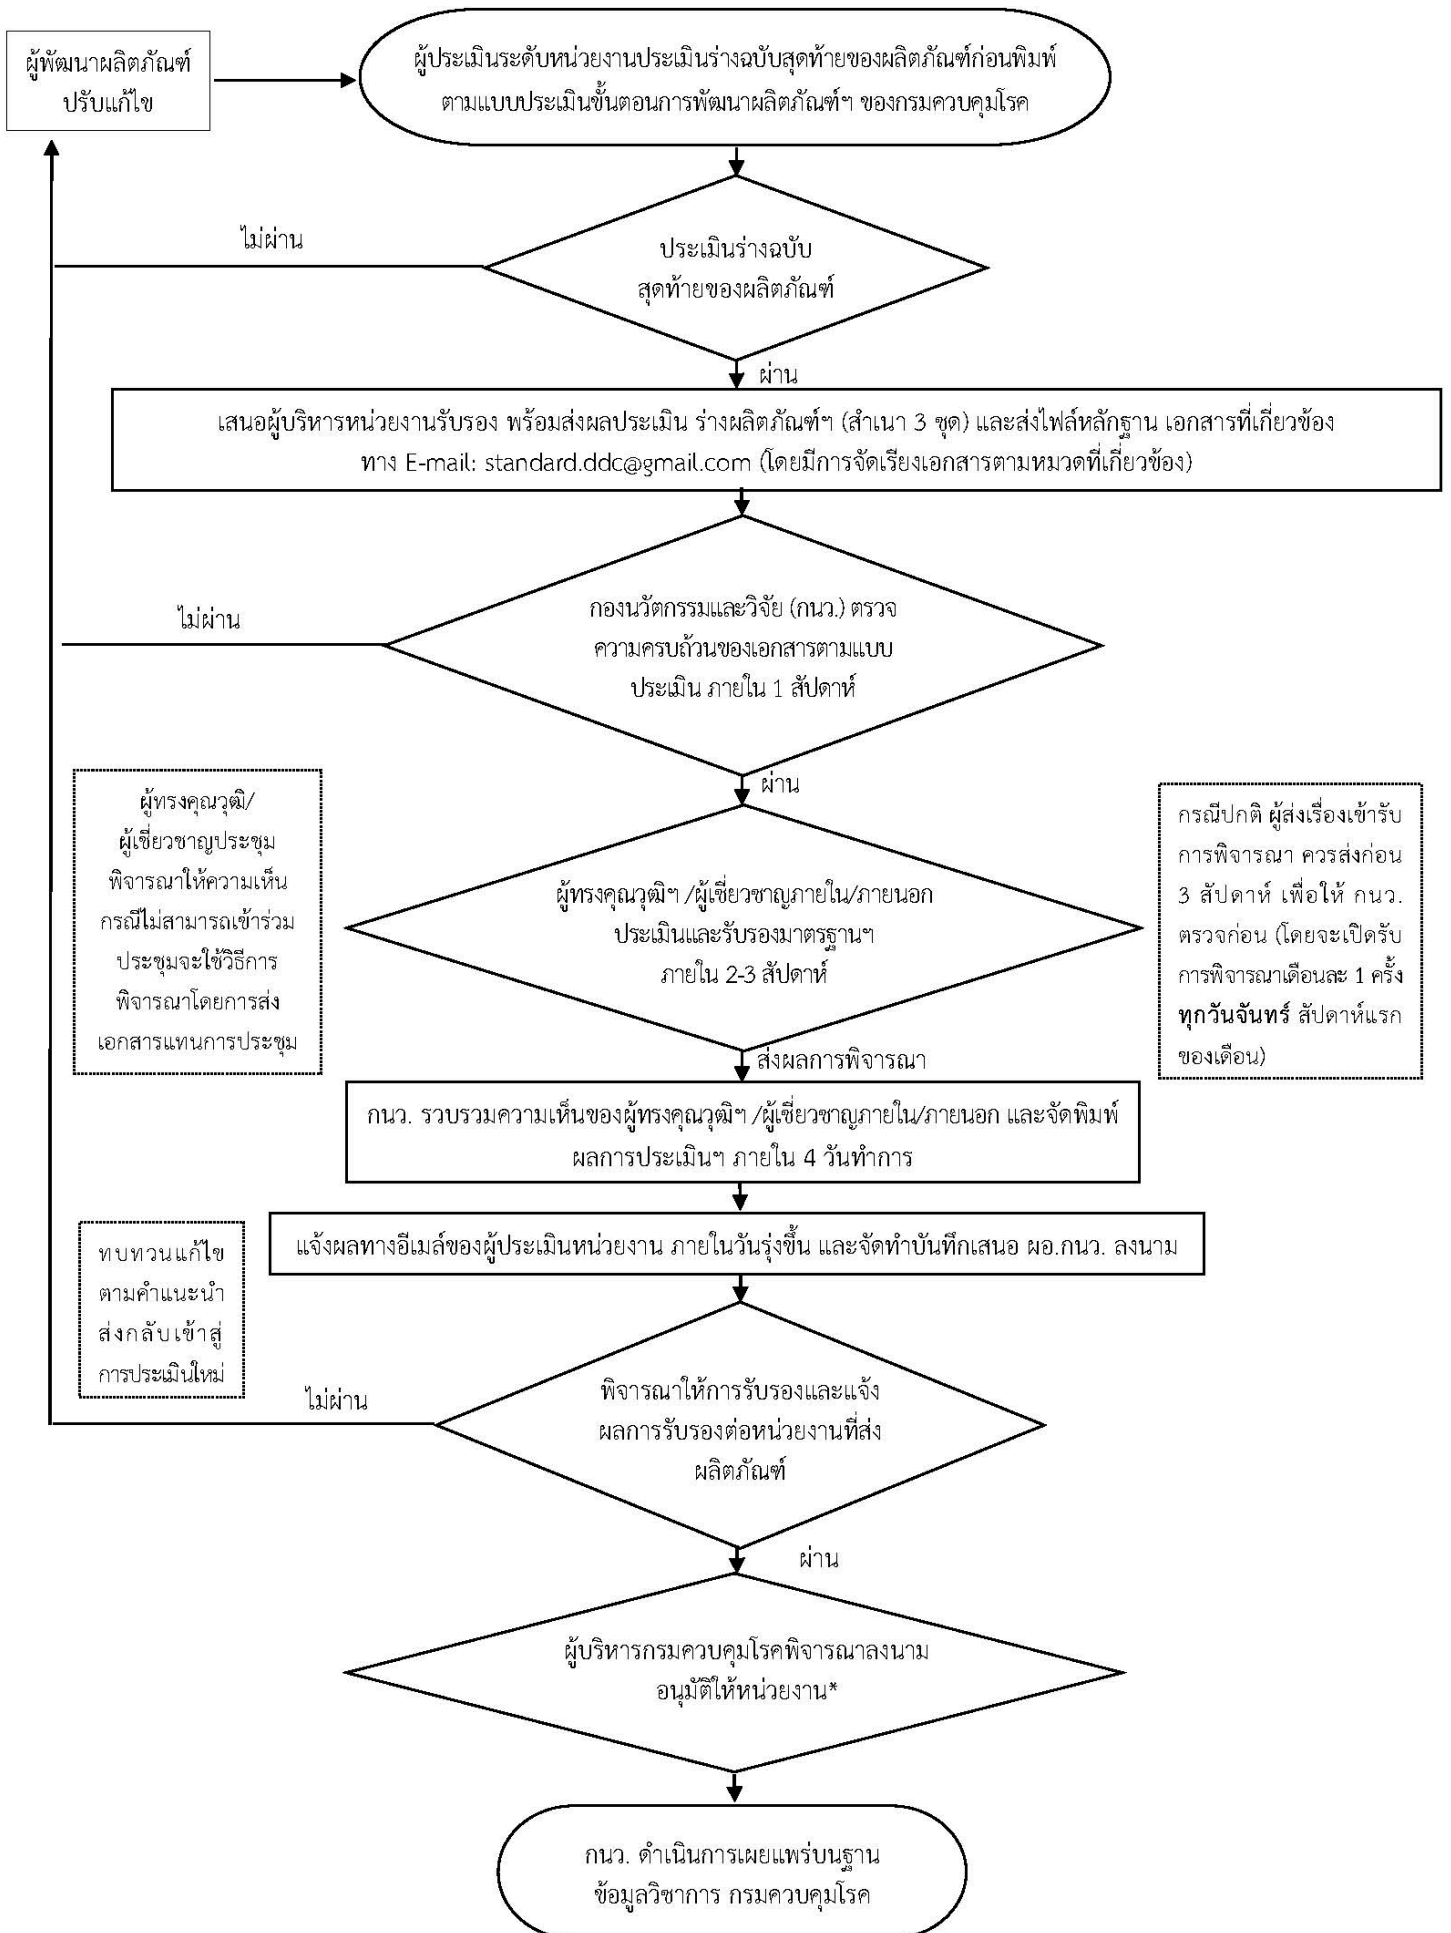 ผู้พัฒนาผลิตภัณฑ์
ปรับแก้ไข
ผู้ประเมินระดับหน่วยงานประเมินร่างฉบับสุดท้ายของผลิตภัณฑ์ก่อนพิมพ์
ตามแบบประเมินขั้นตอนการพัฒนาผลิตภัณฑ์ฯ ของกรมควบคุมโรค
ไม่ผ่าน
ประเมินร่างฉบับ
สุดท้ายของผลิตภัณฑ์
ผ่าน
เสนอผู้บริหารหน่วยงานรับรอง พร้อมส่งผลประเมิน ร่างผลิตภัณฑ์ฯ (สำเนา 3 ชุด) และส่งไฟล์หลักฐาน เอกสารที่เกี่ยวข้อง
ทาง E-mail: standard.ddc@gmail.com (โดยมีการจัดเรียงเอกสารตามหมวดที่เกี่ยวข้อง)
ไม่ผ่าน
กองนวัตกรรมและวิจัย (กนว.) ตรวจ
ความครบถ้วนของเอกสารตามแบบ
ประเมิน ภายใน 1 สัปดาห์
ผ่าน
ผู้ทรงคุณวุฒิ/
ผู้เชี่ยวชาญประชุม
พิจารณาให้ความเห็น
กรณีไม่สามารถเข้าร่วม
ประชุมจะใช้วิธีการ
พิจารณาโดยการส่ง
เอกสารแทนการประชุม
ผู้ทรงคุณวุฒิฯ /ผู้เชี่ยวชาญภายใน/ภายนอก
ประเมินและรับรองมาตรฐานฯ
ภายใน 2-3 สัปดาห์
กรณีปกติ ผู้ส่งเรื่องเข้ารับ
การพิจารณา ควรส่งก่อน
3 สัปดาห์ เพื่อให้ กนว.
ตรวจก่อน (โดยจะเปิดรับ
การพิจารณาเดือนละ 1 ครั้ง
ทุกวันจันทร์ สัปดาห์แรก
ของเดือน)
ส่งผลการพิจารณา
กนว. รวบรวมความเห็นของผู้ทรงคุณวุฒิฯ /ผู้เชี่ยวชาญภายใน/ภายนอก และจัดพิมพ์
ผลการประเมินฯ ภายใน 4 วันทำการ
แจ้งผลทางอีเมล์ของผู้ประเมินหน่วยงาน ภายในวันรุ่งขึ้น และจัดทำบันทึกเสนอ ผอ.กนว. ลงนาม
ทบทวนแก้ไข
ตามคำแนะนำ
ส่งกลับเข้าสู่
การประเมินใหม่
ไม่ผ่าน
พิจารณาให้การรับรองและแจ้ง
ผลการรับรองต่อหน่วยงานที่ส่ง
ผลิตภัณฑ์
ผ่าน
ผู้บริหารกรมควบคุมโรคพิจารณาลงนาม
อนุมัติให้หน่วยงาน*
กนว. ดำเนินการเผยแพร่บนฐาน
ข้อมูลวิชาการ กรมควบคุมโรค